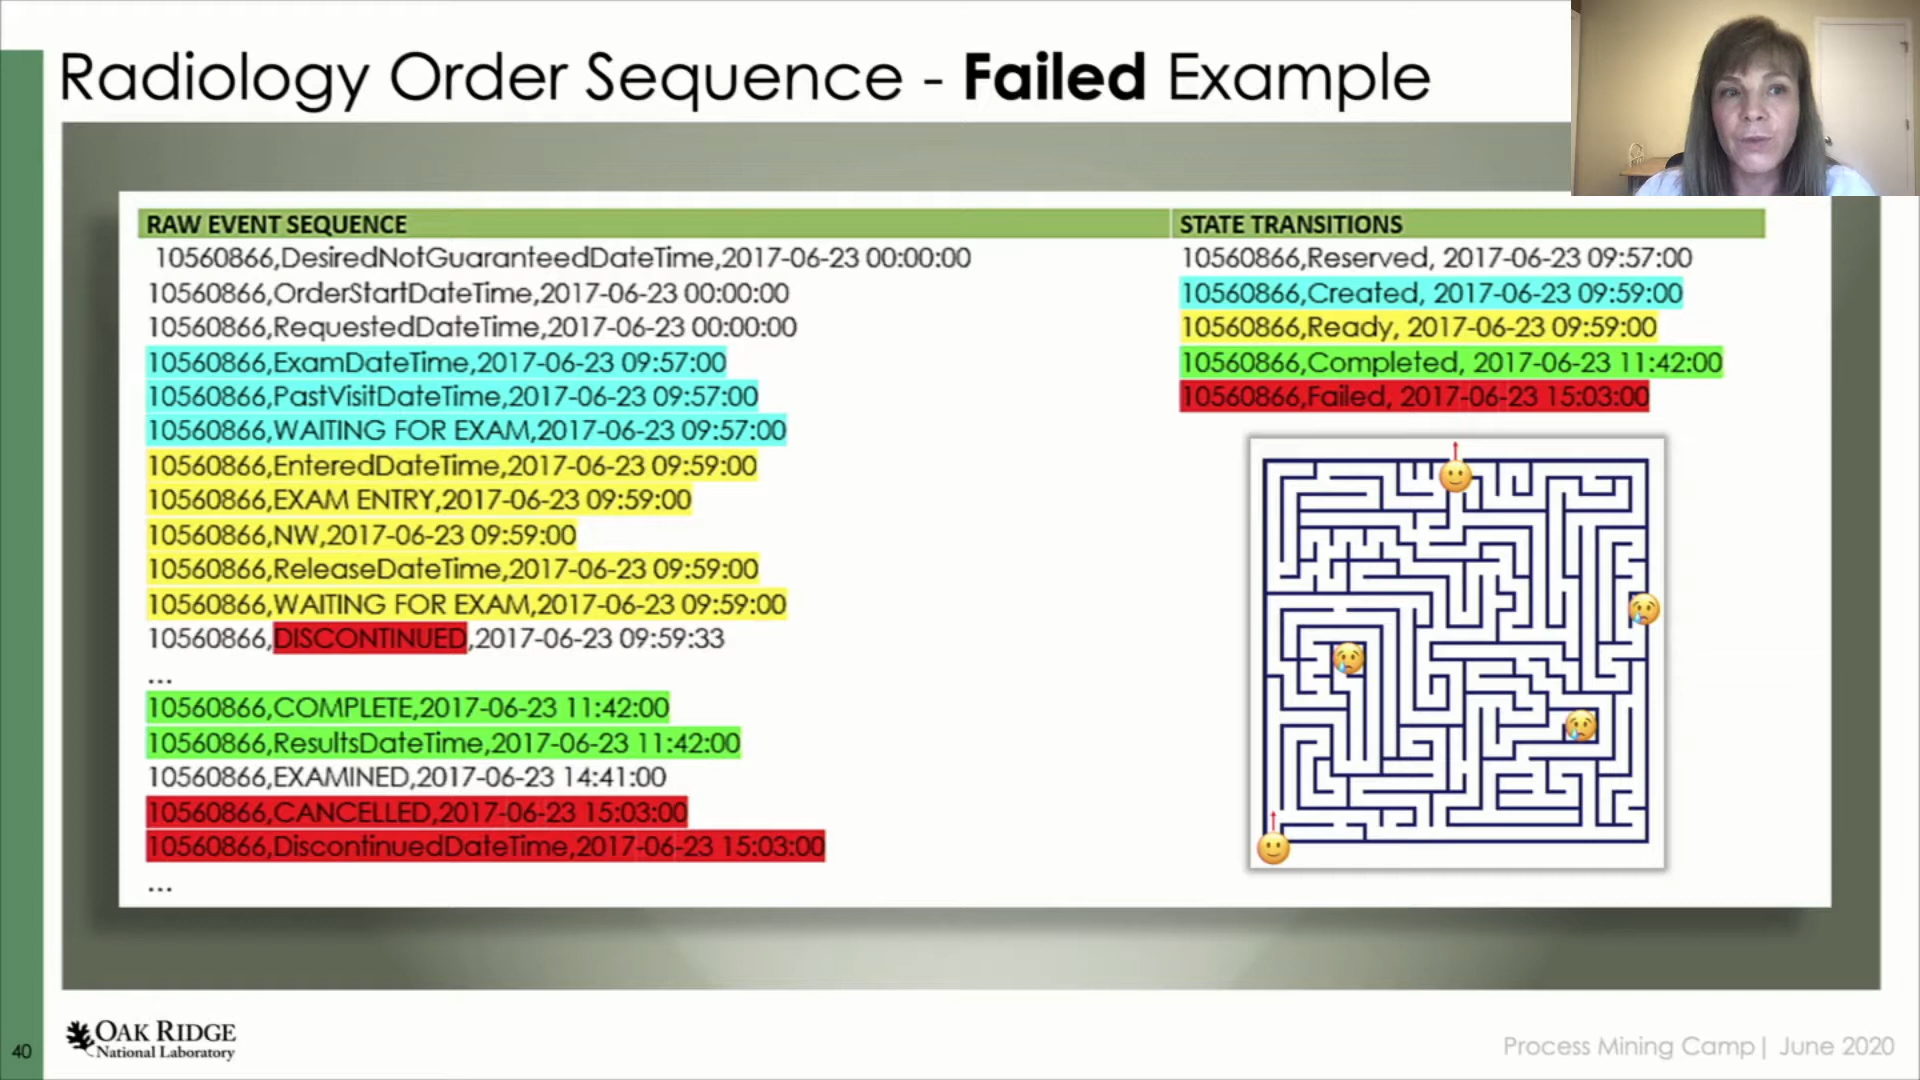 Radiology Order Sequence - Failed Example
RAW EVENT SEQUENCE
10560866,DesiredNotGuaranteedDateTime,2017-06-23 00:00:00
10560866,OrderStartDateTime,2017-06-23 00:00:00
10560866,RequestedDateTime,2017-06-23 00:00:00
10560866,ExamDateTime,2017-06-23 09:57:00
10560866,PastVisitDateTime,2017-06-23 09:57:00
10560866,WAITING FOR EXAM,2017-06-23 09:57:00
10560866,EnteredDateTime,2017-06-23 09:59:00
10560866,EXAM ENTRY,2017-06-23 09:59:00
10560866,NW,2017-06-23 09:59:00
10560866,ReleaseDateTime,2017-06-23 09:59:00
10560866,WAITING FOR EXAM,2017-06-23 09:59:00
10560866,DISCONTINUED,2017-06-23 09:59:33
...
10560866,COMPLETE,2017-06-23 11:42:00
10560866,ResultsDateTime,2017-06-23 11:42:00
10560866,EXAMINED,2017-06-23 14:41:00
10560866,CANCELLED,2017-06-23 15:03:00
10560866,DiscontinuedDateTime,2017-06-23 15:03:00
...
STATE TRANSITIONS
10560866,Reserved, 2017-06-23 09:57:00
10560866,Created, 2017-06-23 09:59:00
10560866,Ready, 2017-06-23 09:59:00
10560866,Completed, 2017-06-23 11:42:00
10560866,Failed, 2017-06-23 15:03:00
40
OAK RIDGE
National Laboratory
Process Mining Camp| June 2020